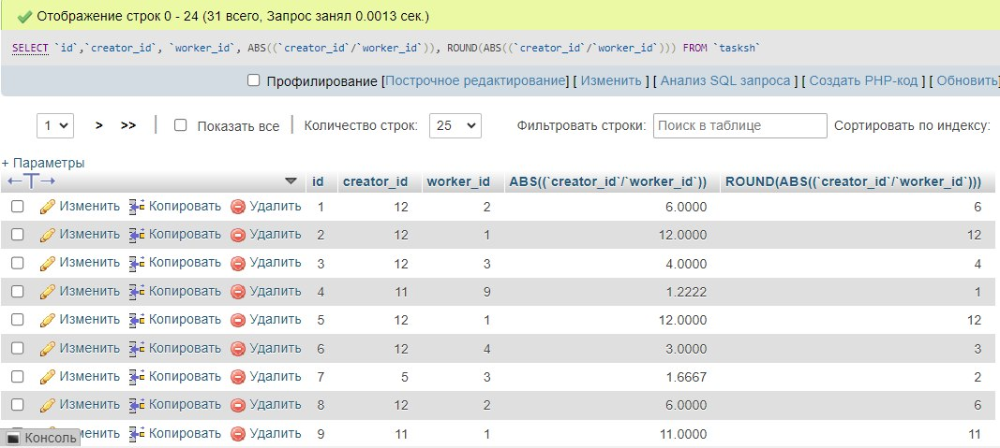 Отображение строк 0 - 24 (31 всего, Запрос занял 0.0013 сек.)
SELECT `id`,`creator_id`, `worker_id`, ABS((`creator_id`/`worker_id`)), ROUND(ABS((`creator_id`/`worker_id`))) FROM `tasksh`
Профилирование [Построчное редактирование] [ Изменить ] [ Анализ SQL запроса ] [ Создать PHP-код ] [ Обновить]
1 > >> | Показать все | Количество строк: 25 Фильтровать строки: Поиск в таблице Сортировать по индексу:
+ Параметры
←T→ id creator_id worker_id ABS((`creator_id`/`worker_id`)) ROUND(ABS((`creator_id`/`worker_id`)))
Изменить Копировать Удалить 1 12 2 6.0000 6
Изменить Копировать Удалить 2 12 1 12.0000 12
Изменить Копировать Удалить 3 12 3 4.0000 4
Изменить Копировать Удалить 4 11 9 1.2222 1
Изменить Копировать Удалить 5 12 1 12.0000 12
Изменить Копировать Удалить 6 12 4 3.0000 3
Изменить Копировать Удалить 7 5 3 1.6667 2
Изменить Копировать Удалить 8 12 2 6.0000 6
енить Копировать Удалить 9 11 1 11.0000 11
Консоль